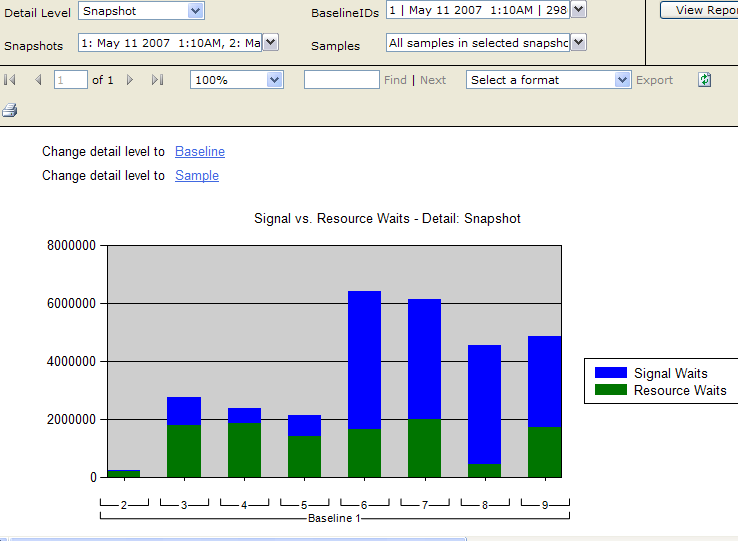 Detail Level Snapshot BaselineIDs 1 | May 11 2007 1:10AM | 298 View Repor
Snapshots 1: May 11 2007 1:10AM, 2: Ma Samples All samples in selected snapshc
1 of 1 100% Find | Next Select a format Export
Change detail level to Baseline
Change detail level to Sample
Signal vs. Resource Waits - Detail: Snapshot
8000000
6000000
4000000
2000000
0
Signal Waits
Resource Waits
2 3 4 5 6 7 8 9
Baseline 1